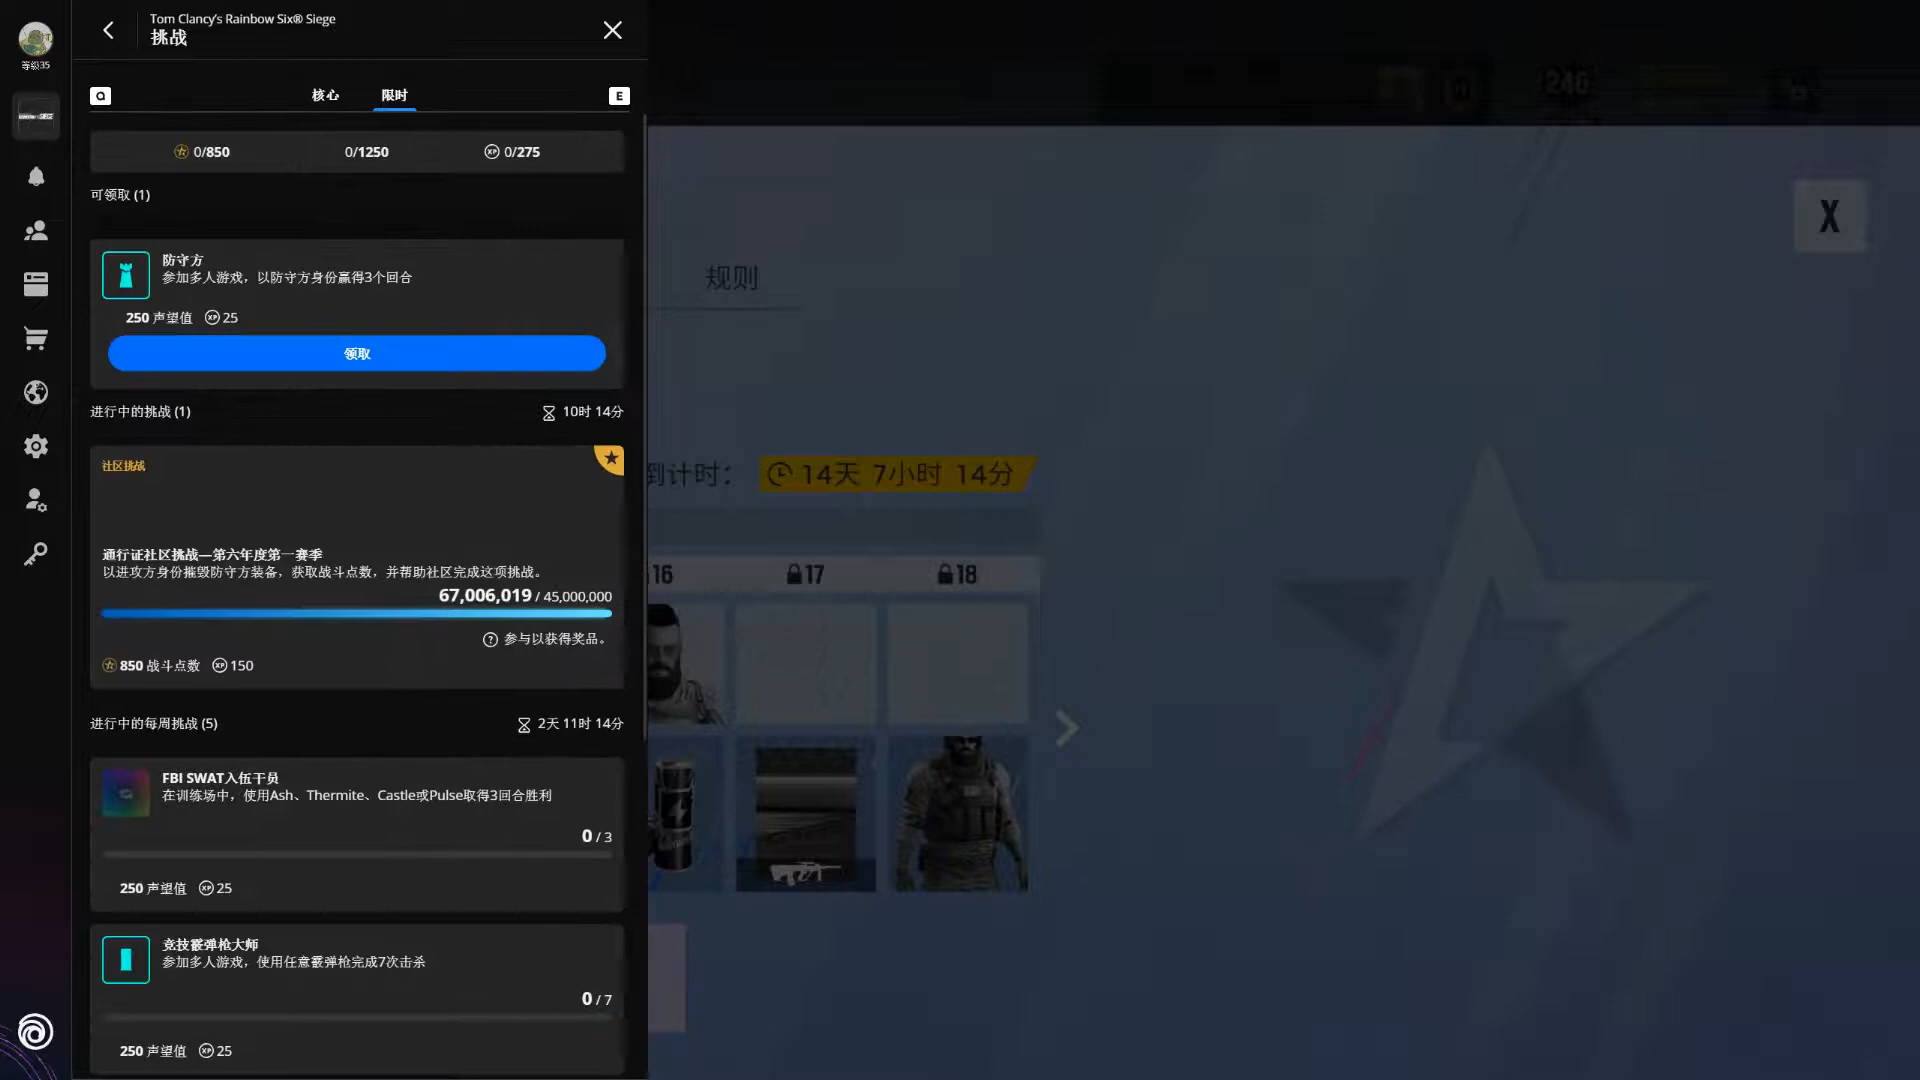 等级35
Tom Clancy's Rainbow Six® Siege
挑战
Q
核心
限时
E
0/850
0/1250
XP 0/275
可领取 (1)
防守方
参加多人游戏，以防守方身份赢得3个回合
250 声望值 XP 25
领取
进行中的挑战 (1)
10时 14分
社区挑战
通行证社区挑战—第六年度第一赛季
以进攻方身份摧毁防守方装备，获取战斗点数，并帮助社区完成这项挑战。
67,006,019 / 45,000,000
? 参与以获得奖品。
850 战斗点数 XP 150
进行中的每周挑战 (5)
2天 11时 14分
FBI SWAT入伍干员
在训练场中，使用Ash、Thermite、Castle或Pulse取得3回合胜利
0 / 3
250 声望值 XP 25
竞技霰弹枪大师
参加多人游戏，使用任意霰弹枪完成7次击杀
0 / 7
250 声望值 XP 25
246
X
规则
到计时：
14天 7小时 14分
16
17
18